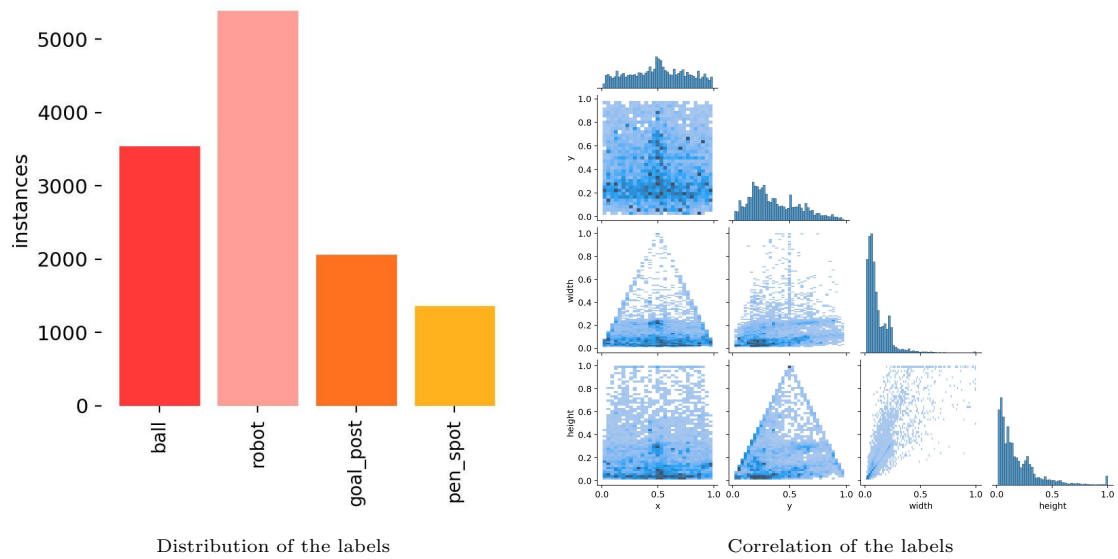 5000
4000
3000
2000
1000
0
instances
ball
robot
goal_post
pen_spot
Distribution of the labels
1.0
0.8
0.6
0.4
0.2
0.0
y
1.0
0.8
0.6
0.4
0.2
0.0
width
1.0
0.8
0.6
0.4
0.2
0.0
height
0.0 0.5 1.0
x
0.0 0.5 1.0
y
0.0 0.5 1.0
width
0.0 0.5 1.0
height
Correlation of the labels